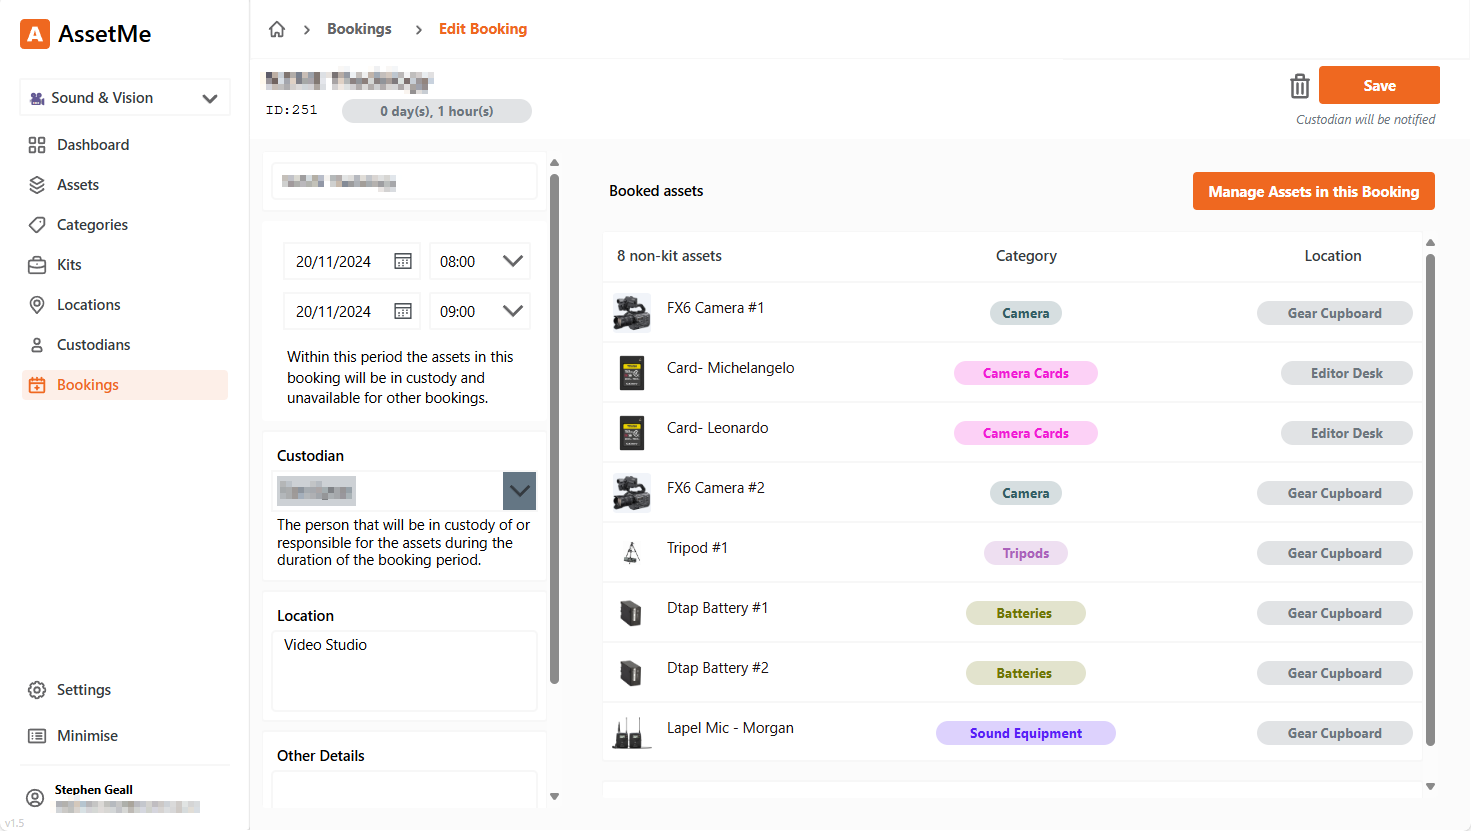 A AssetMe
Bookings
Edit Booking
Sound & Vision
ID:251
0 day(s), 1 hour(s)
Save
Custodian will be notified
Dashboard
Assets
Categories
Kits
Locations
Custodians
Bookings
Settings
Minimise
Stephen Geall
v1.5
20/11/2024
08:00
20/11/2024
09:00
Within this period the assets in this
booking will be in custody and
unavailable for other bookings.
Custodian
The person that will be in custody of or
responsible for the assets during the
duration of the booking period.
Location
Video Studio
Other Details
Booked assets
Manage Assets in this Booking
8 non-kit assets Category Location
FX6 Camera #1 Camera Gear Cupboard
Card- Michelangelo Camera Cards Editor Desk
Card- Leonardo Camera Cards Editor Desk
FX6 Camera #2 Camera Gear Cupboard
Tripod #1 Tripods Gear Cupboard
Dtap Battery #1 Batteries Gear Cupboard
Dtap Battery #2 Batteries Gear Cupboard
Lapel Mic - Morgan Sound Equipment Gear Cupboard